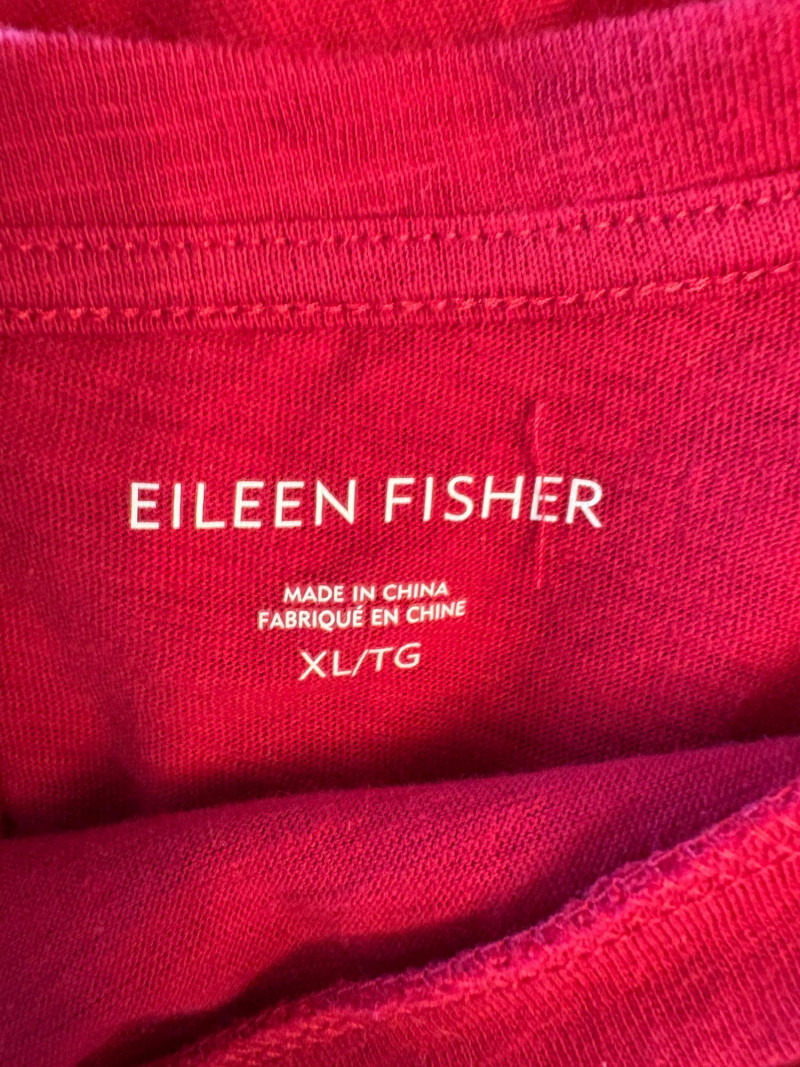 EILEEN FISHER
MADE IN CHINA
FABRIQUÉ EN CHINE
XL/TG